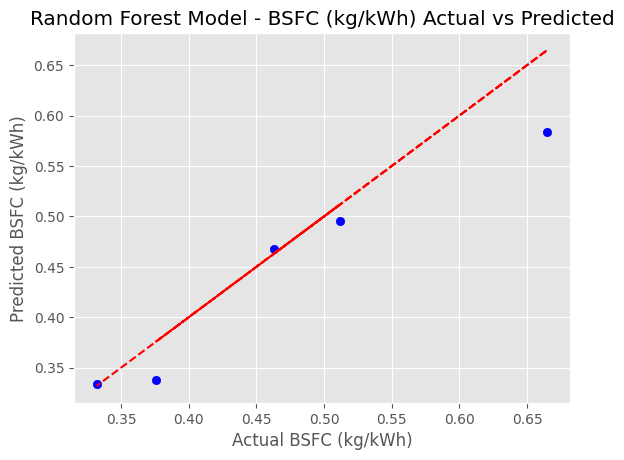 Random Forest Model - BSFC (kg/kWh) Actual vs Predicted
Predicted BSFC (kg/kWh)
0.65
0.60
0.55
0.50
0.45
0.40
0.35
0.35 0.40 0.45 0.50 0.55 0.60 0.65
Actual BSFC (kg/kWh)